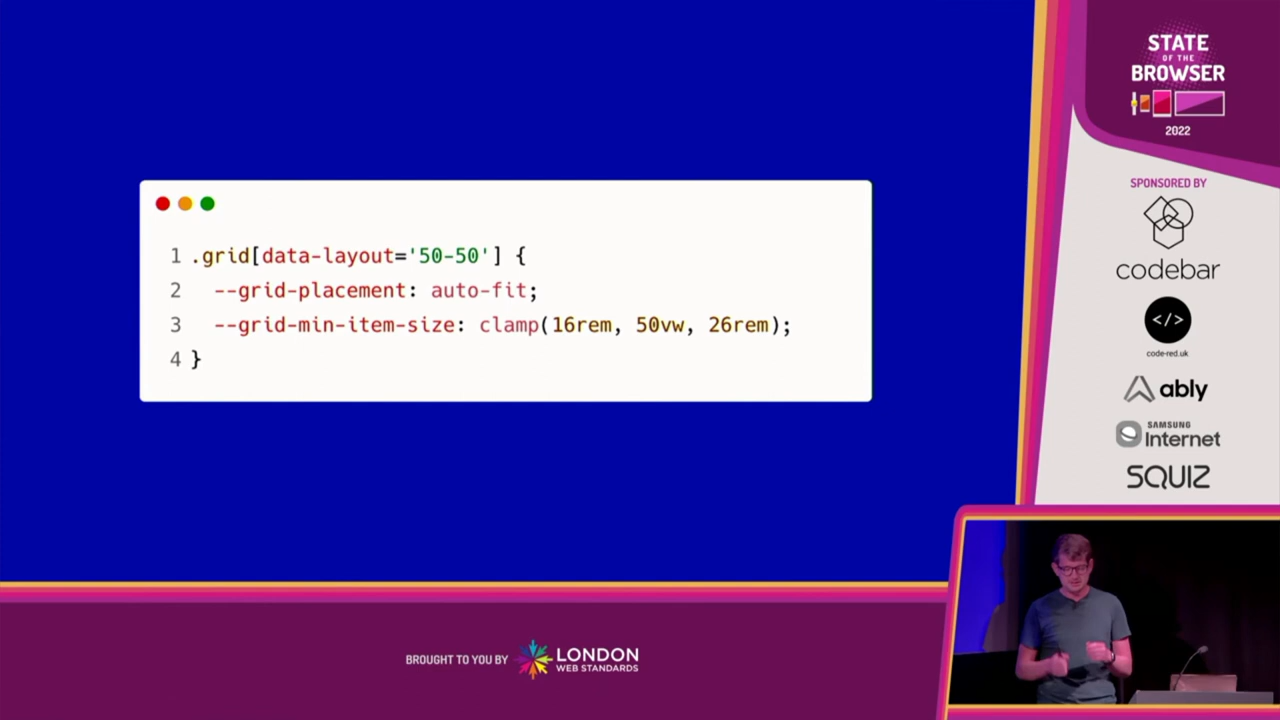 1 .grid[data-layout='50-50'] {
2 --grid-placement: auto-fit;
3 --grid-min-item-size: clamp(16rem, 50vw, 26rem);
4 }
STATE
OF THE
BROWSER
2022
SPONSORED BY
codebar
</>
code-red.uk
ably
SAMSUNG
Internet
SQUIZ
BROUGHT TO YOU BY
LONDON
WEB STANDARDS